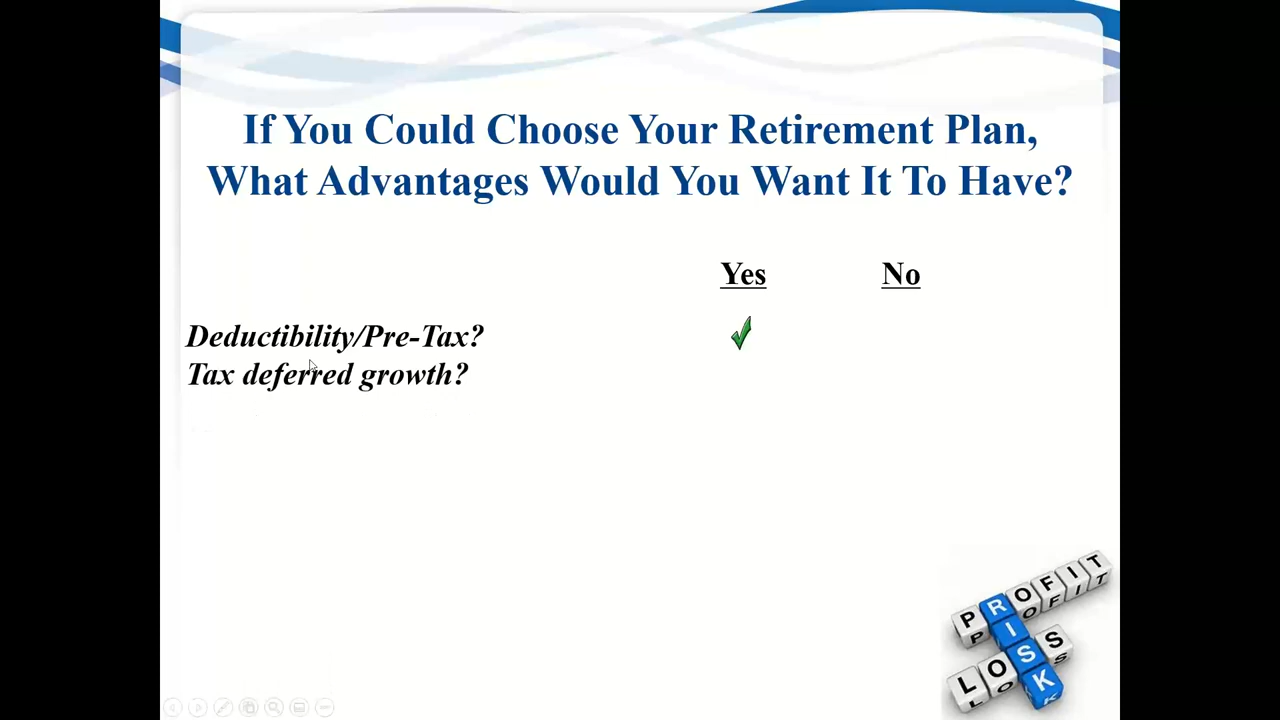 If You Could Choose Your Retirement Plan,
What Advantages Would You Want It To Have?
Yes No
Deductibility/Pre-Tax?
Tax deferred growth?
PROFIT
RISK
LOSS